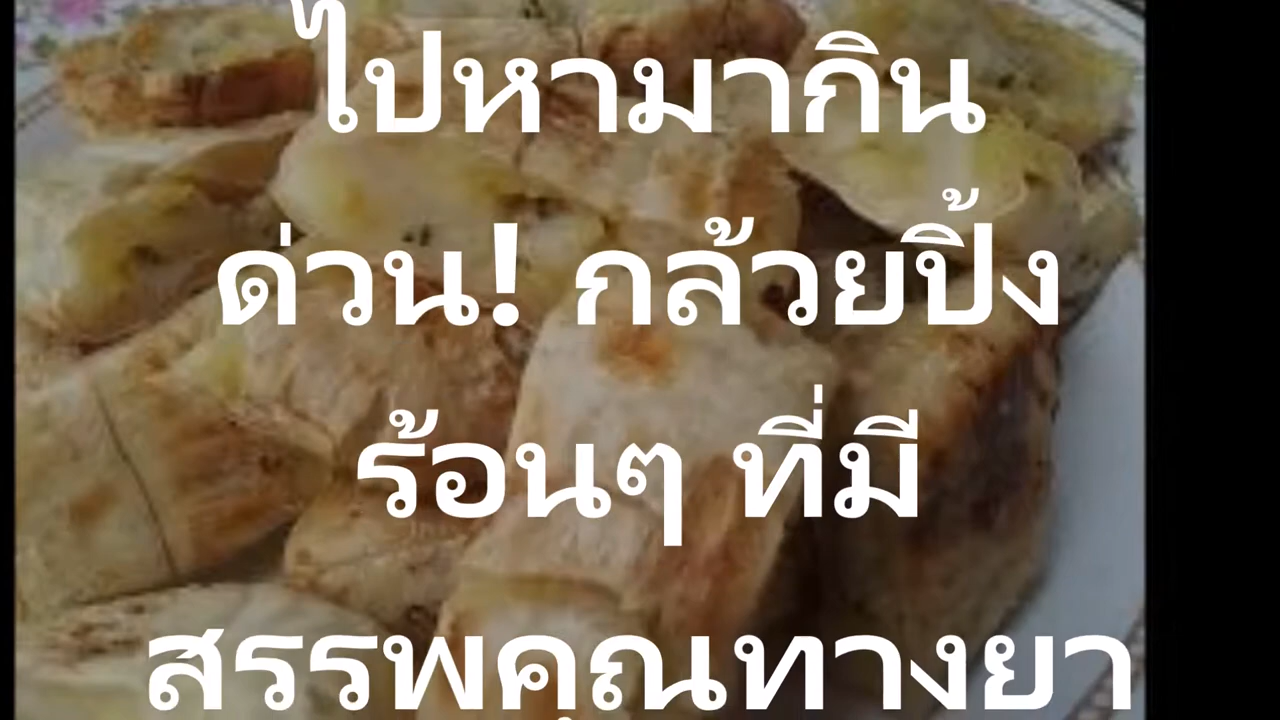 ไปหามากิน
ด่วน! กล้วยปิ้ง
ร้อนๆ ที่มี
สรรพคุณทางยา